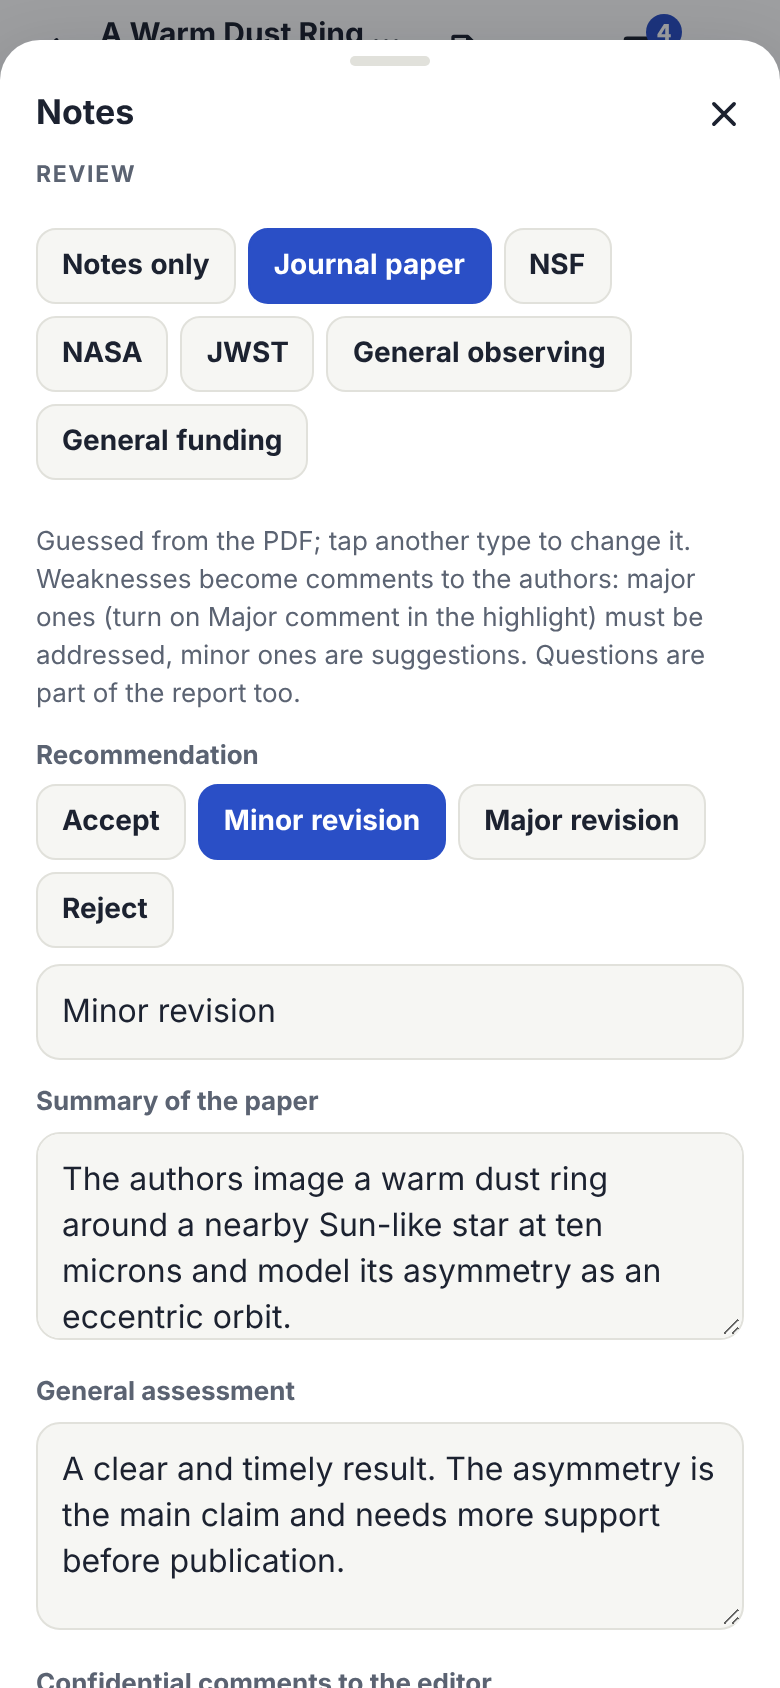 A Warm Dust Ring ...
4
Notes
REVIEW
Notes only
Journal paper
NSF
NASA
JWST
General observing
General funding
Guessed from the PDF; tap another type to change it.
Weaknesses become comments to the authors: major
ones (turn on Major comment in the highlight) must be
addressed, minor ones are suggestions. Questions are
part of the report too.
Recommendation
Accept
Minor revision
Major revision
Reject
Minor revision
Summary of the paper
The authors image a warm dust ring
around a nearby Sun-like star at ten
microns and model its asymmetry as an
eccentric orbit.
General assessment
A clear and timely result. The asymmetry is
the main claim and needs more support
before publication.
Confidential comments to the editor